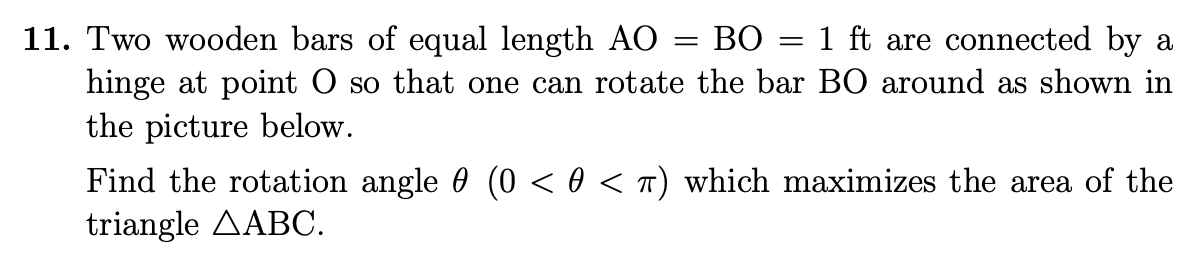 11. Two wooden bars of equal length AO = BO = 1 ft are connected by a
hinge at point O so that one can rotate the bar BO around as shown in
the picture below.
Find the rotation angle θ (0 < θ < π) which maximizes the area of the
triangle △ABC.